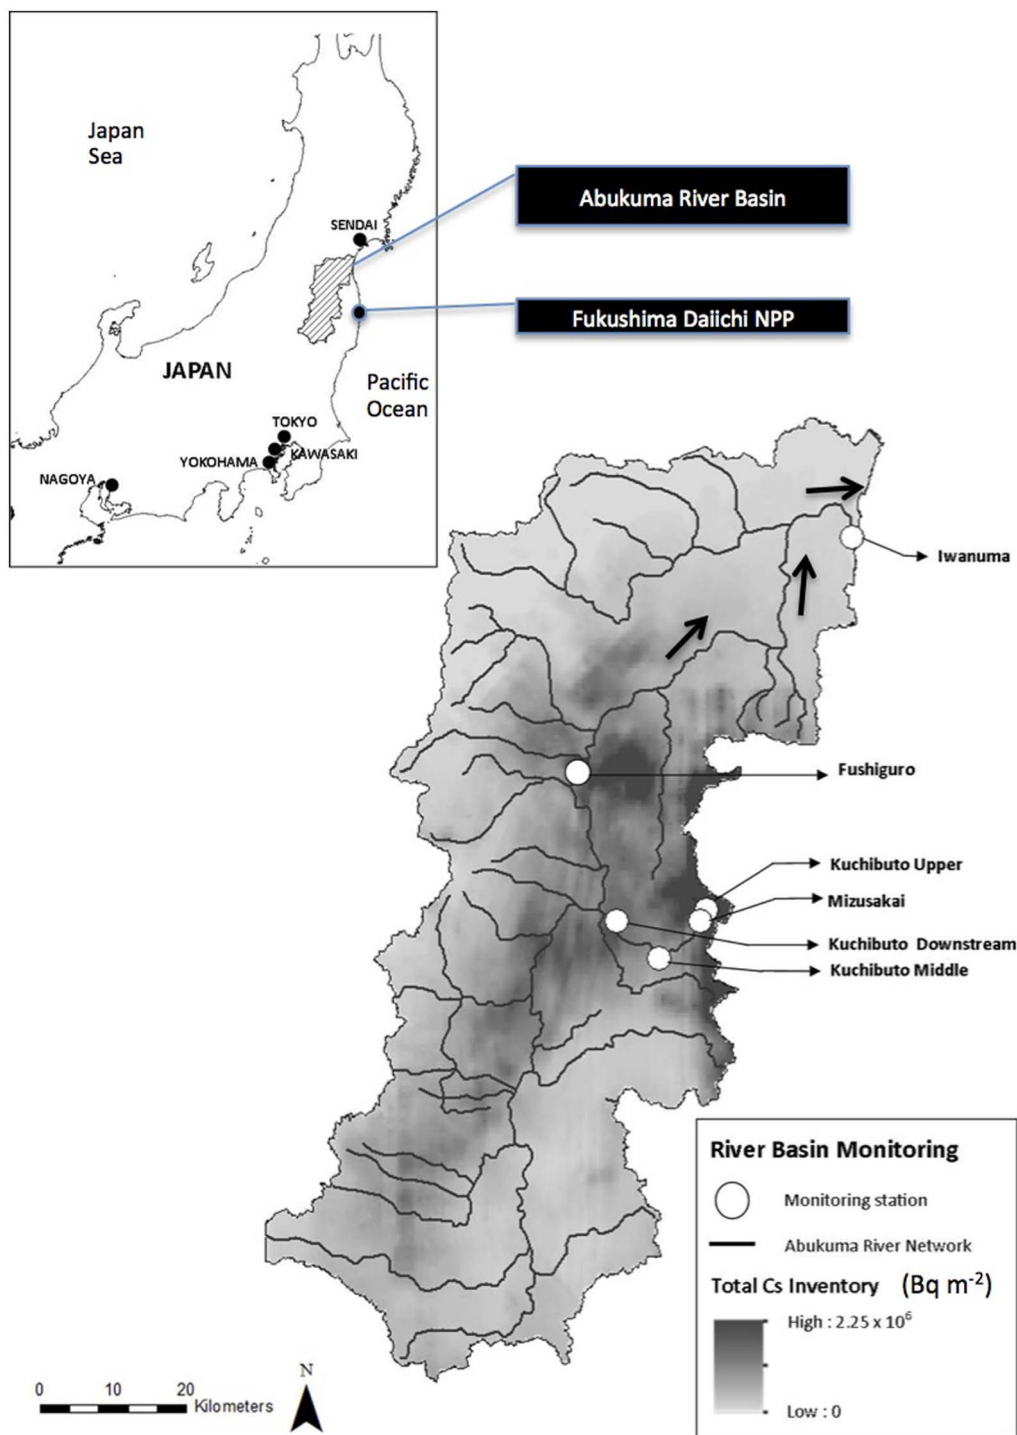 Japan
Sea
Abukuma River Basin
SENDAI
Fukushima Daiichi NPP
JAPAN
Pacific
Ocean
TOKYO
KAWASAKI
YOKOHAMA
NAGOYA
Iwanuma
Fushiguro
Kuchibuto Upper
Mizusakai
Kuchibuto Downstream
Kuchibuto Middle
River Basin Monitoring
Monitoring station
Abukuma River Network
Total Cs Inventory (Bq m⁻²)
High : 2.25 x 10⁶
Low : 0
N
0 10 20
Kilometers